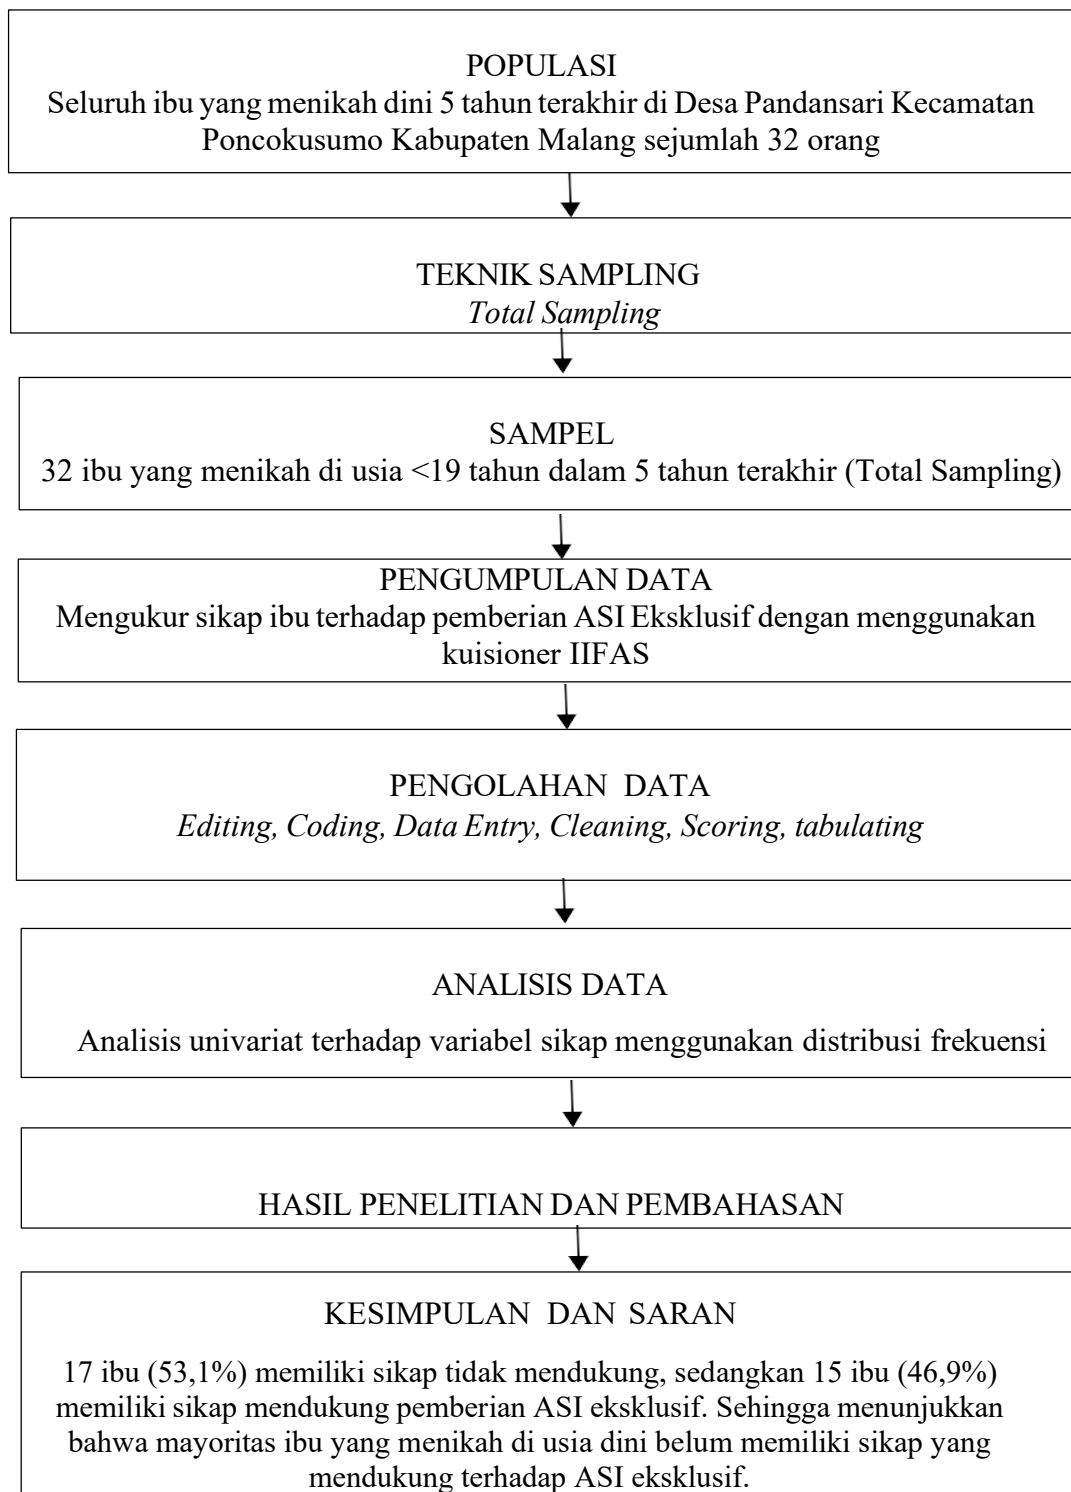 POPULASI
Seluruh ibu yang menikah dini 5 tahun terakhir di Desa Pandansari Kecamatan
Poncokusumo Kabupaten Malang sejumlah 32 orang
TEKNIK SAMPLING
Total Sampling
SAMPEL
32 ibu yang menikah di usia <19 tahun dalam 5 tahun terakhir (Total Sampling)
PENGUMPULAN DATA
Mengukur sikap ibu terhadap pemberian ASI Eksklusif dengan menggunakan
kuisioner IIFAS
PENGOLAHAN DATA
Editing, Coding, Data Entry, Cleaning, Scoring, tabulating
ANALISIS DATA
Analisis univariat terhadap variabel sikap menggunakan distribusi frekuensi
HASIL PENELITIAN DAN PEMBAHASAN
KESIMPULAN DAN SARAN
17 ibu (53,1%) memiliki sikap tidak mendukung, sedangkan 15 ibu (46,9%)
memiliki sikap mendukung pemberian ASI eksklusif. Sehingga menunjukkan
bahwa mayoritas ibu yang menikah di usia dini belum memiliki sikap yang
mendukung terhadap ASI eksklusif.